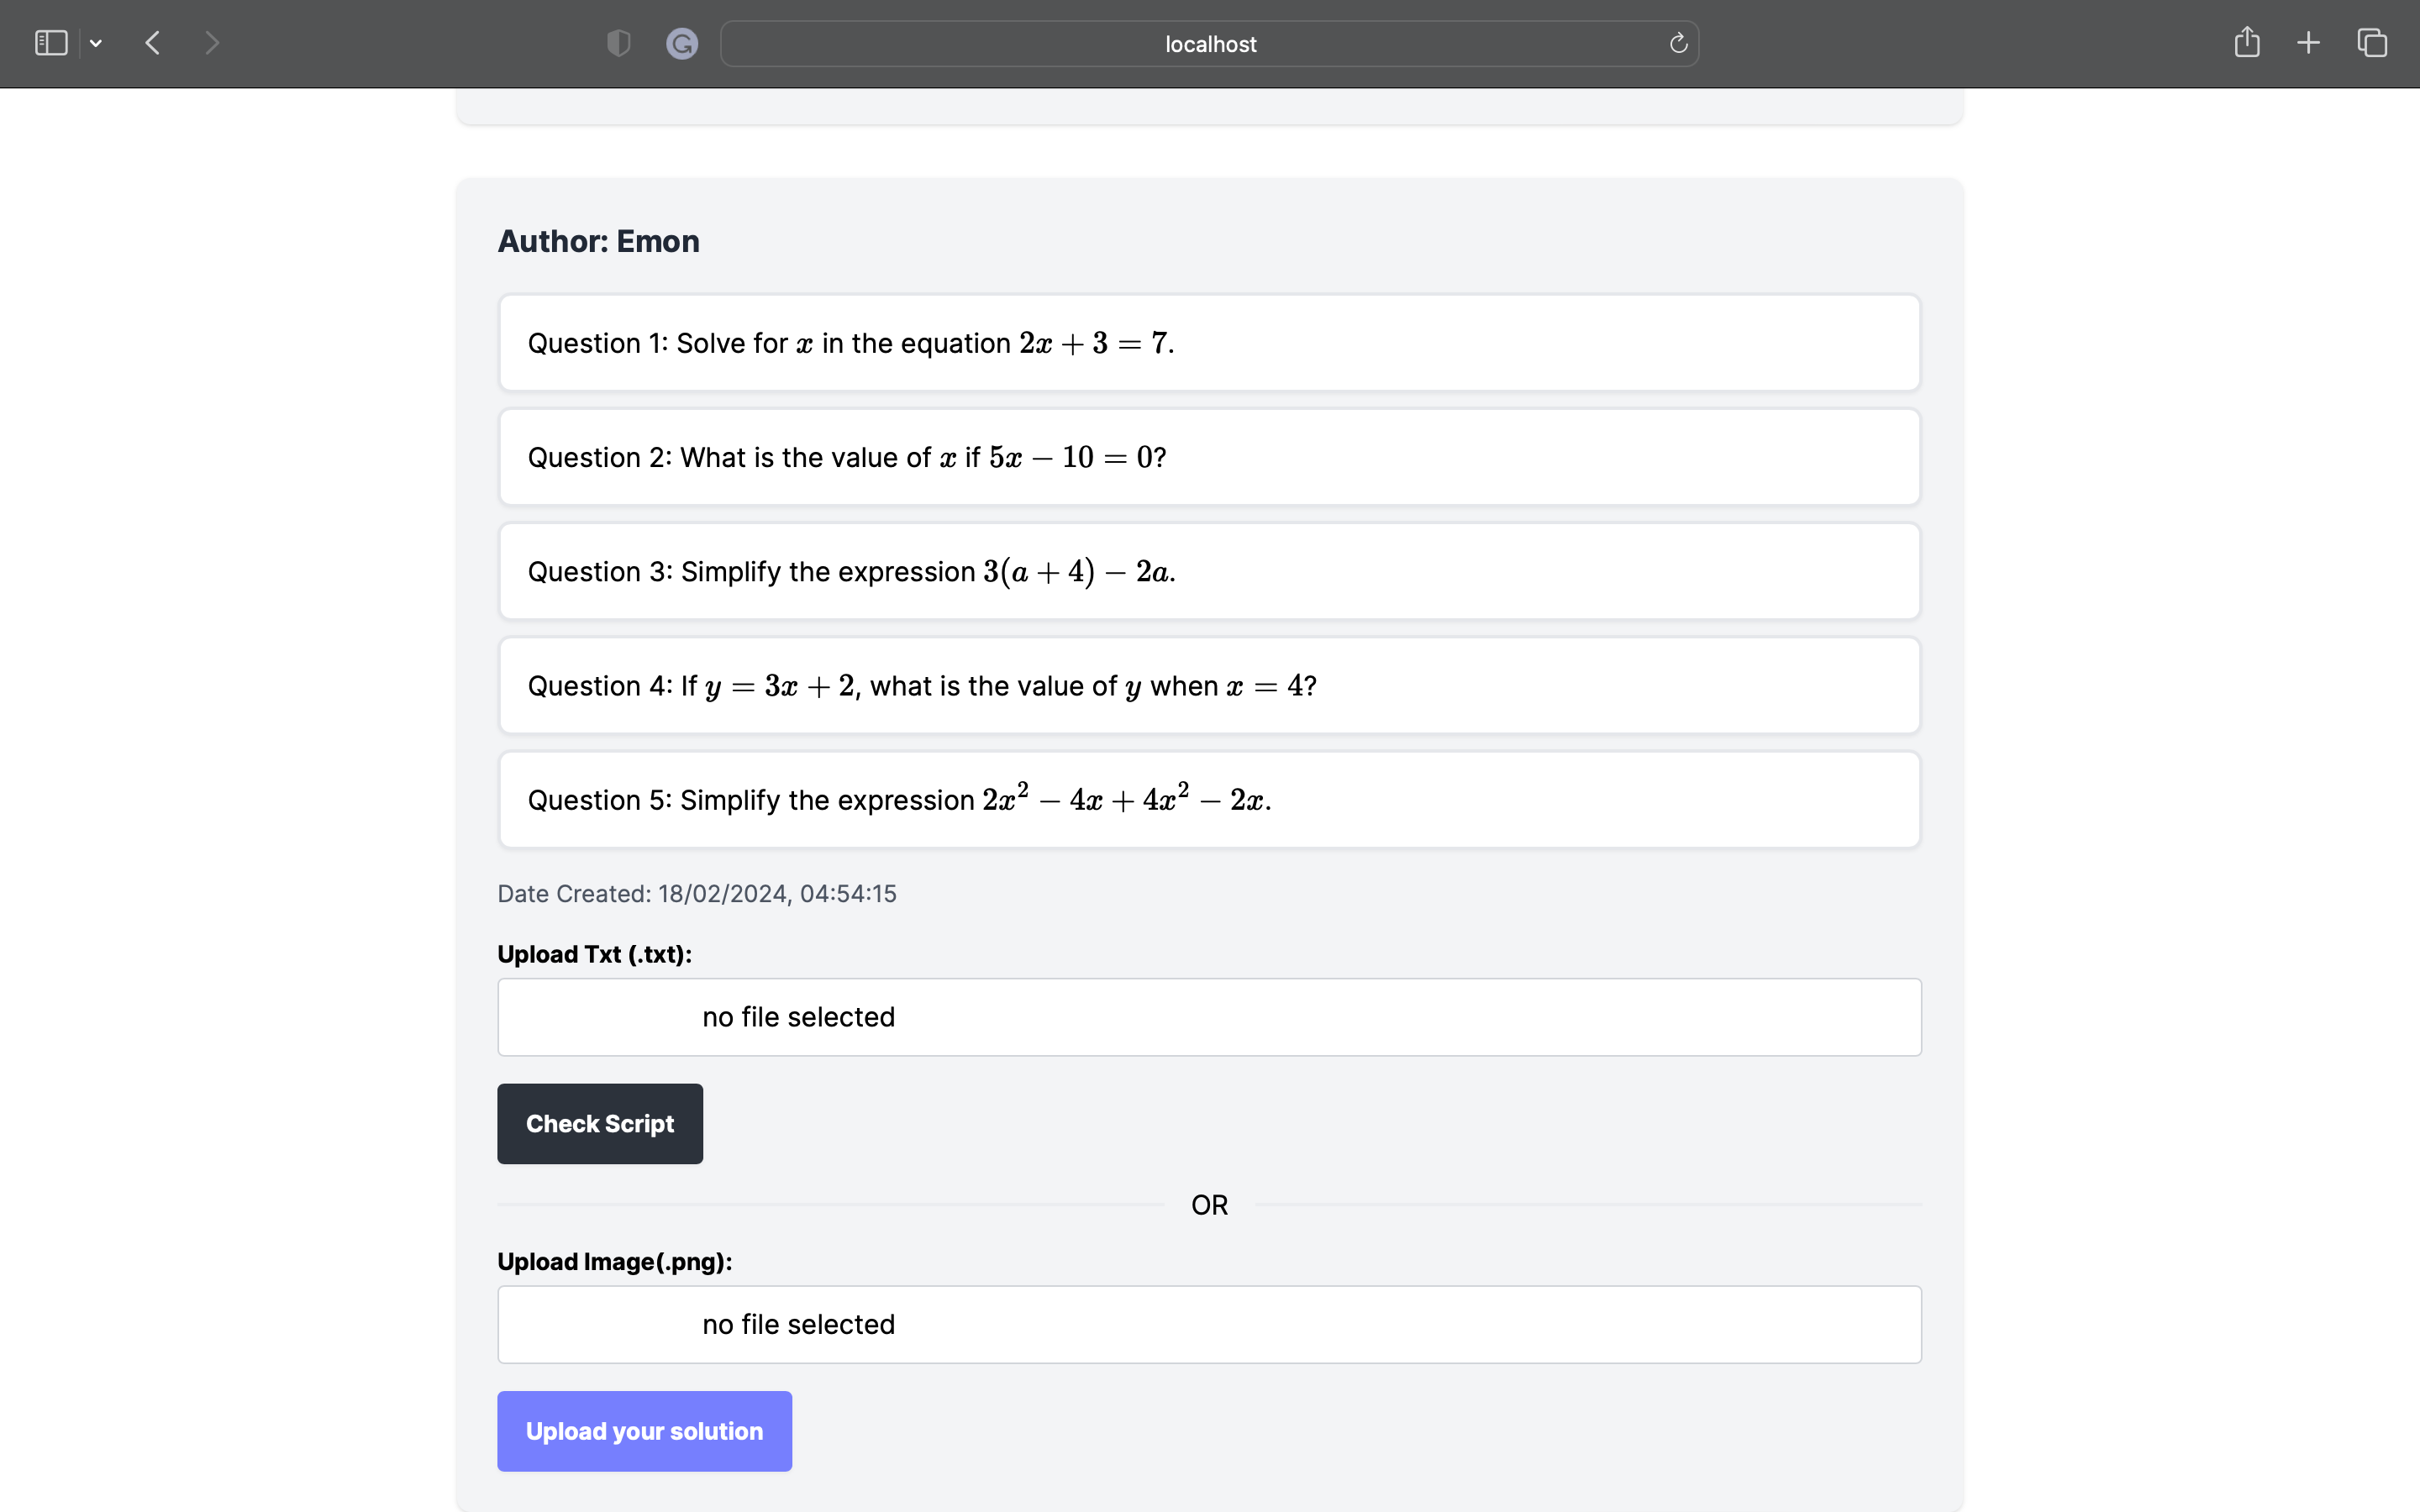 localhost
Author: Emon
Question 1: Solve for x in the equation 2x + 3 = 7.
Question 2: What is the value of x if 5x − 10 = 0?
Question 3: Simplify the expression 3(a + 4) − 2a.
Question 4: If y = 3x + 2, what is the value of y when x = 4?
Question 5: Simplify the expression 2x² − 4x + 4x² − 2x.
Date Created: 18/02/2024, 04:54:15
Upload Txt (.txt):
no file selected
Check Script
OR
Upload Image(.png):
no file selected
Upload your solution